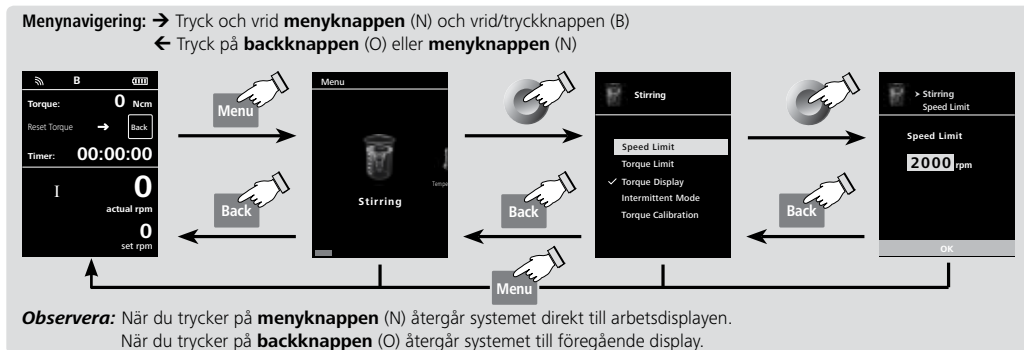 Menynavigering: → Tryck och vrid menyknappen (N) och vrid/tryckknappen (B)
← Tryck på backknappen (O) eller menyknappen (N)
B
Torque: 0 Ncm
Reset Torque → Back
Timer: 00:00:00
I 0
actual rpm
0
set rpm
Menu
Back
Menu
Stirring
Back
Stirring
Speed Limit
Torque Limit
✓ Torque Display
Intermittent Mode
Torque Calibration
Back
> Stirring
Speed Limit
Speed Limit
2000 rpm
OK
Menu
Observera: När du trycker på menyknappen (N) återgår systemet direkt till arbetsdisplayen.
När du trycker på backknappen (O) återgår systemet till föregående display.